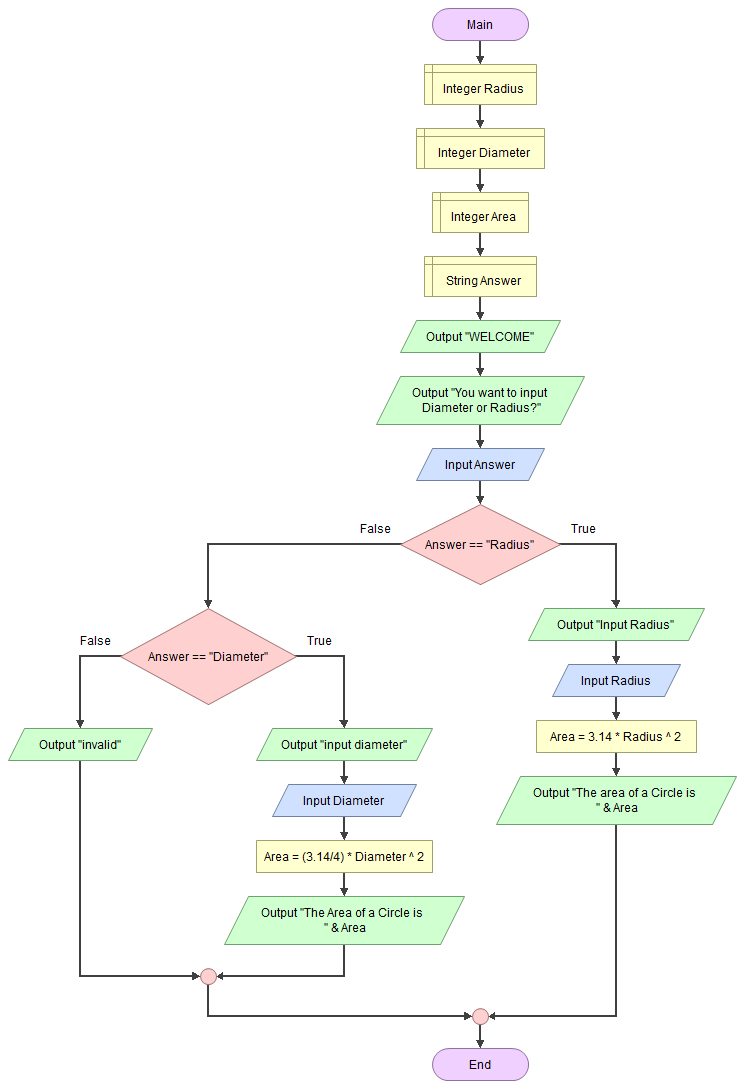 Main
Integer Radius
Integer Diameter
Integer Area
String Answer
Output "WELCOME"
Output "You want to input
Diameter or Radius?"
Input Answer
False
Answer == "Radius"
True
False
Answer == "Diameter"
True
Output "invalid"
Output "input diameter"
Input Diameter
Area = (3.14/4) * Diameter ^ 2
Output "The Area of a Circle is
" & Area
Output "Input Radius"
Input Radius
Area = 3.14 * Radius ^ 2
Output "The area of a Circle is
" & Area
End